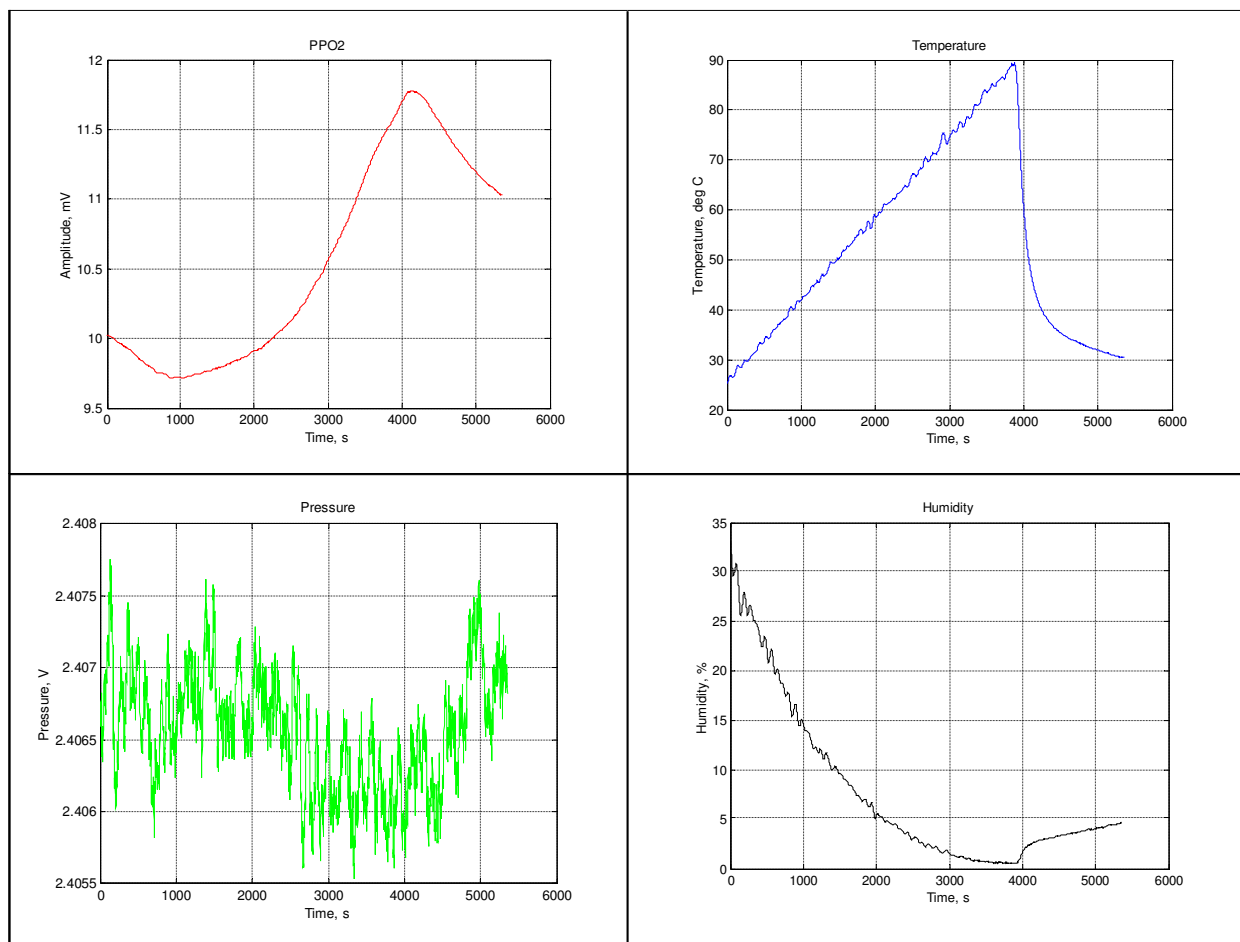 PPO2
12
11.5
11
10.5
10
9.5
Amplitude, mV
0 1000 2000 3000 4000 5000 6000
Time, s
Temperature
90
80
70
60
50
40
30
20
Temperature, deg C
0 1000 2000 3000 4000 5000 6000
Time, s
Pressure
2.408
2.4075
2.407
2.4065
2.406
2.4055
Pressure, V
0 1000 2000 3000 4000 5000 6000
Time, s
Humidity
35
30
25
20
15
10
5
0
Humidity, %
0 1000 2000 3000 4000 5000 6000
Time, s